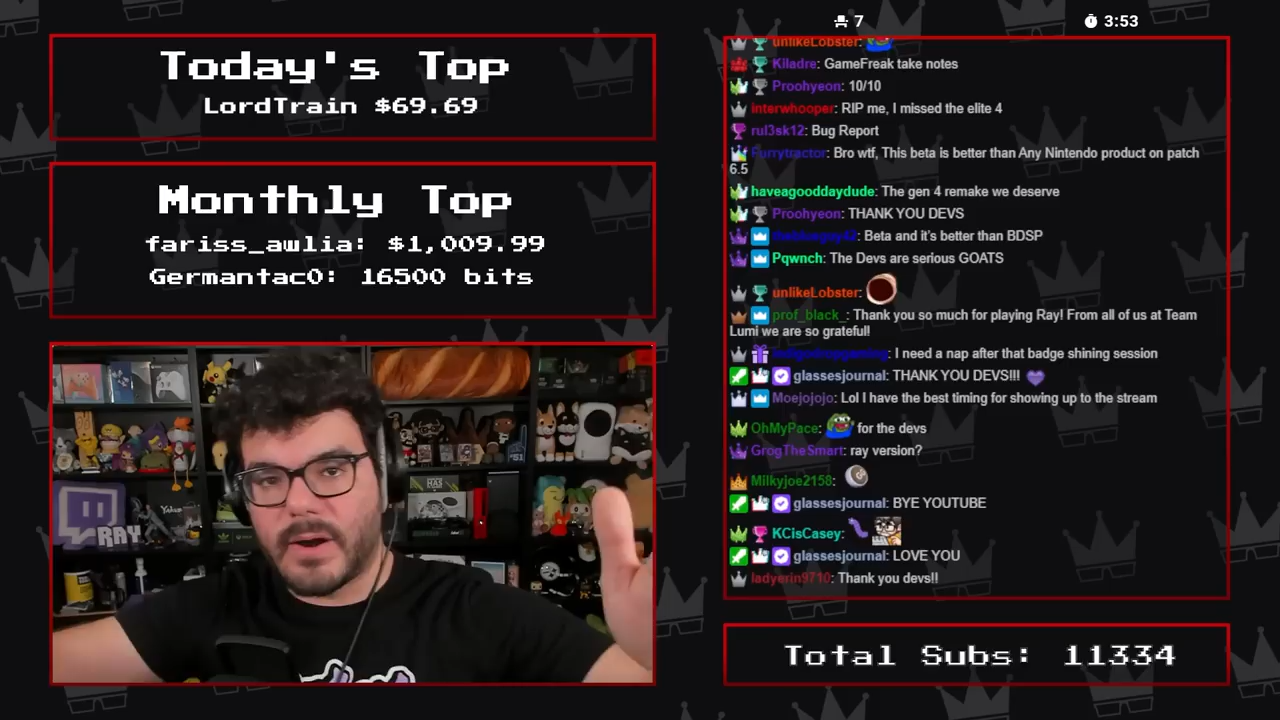 Today's Top
LordTrain $69.69
Monthly Top
fariss_awlia: $1,009.99
Germantac0: 16500 bits
RAY
7
3:53
unlikeLobster:
Kiladre: GameFreak take notes
Proohyeon: 10/10
interwhooper: RIP me, I missed the elite 4
rul3sk12: Bug Report
Furrytractor: Bro wtf, This beta is better than Any Nintendo product on patch
6.5
haveagooddaydude: The gen 4 remake we deserve
Proohyeon: THANK YOU DEVS
Beta and it's better than BDSP
Pqwnch: The Devs are serious GOATS
unlikeLobster:
prof_black_: Thank you so much for playing Ray! From all of us at Team
Lumi we are so grateful!
I need a nap after that badge shining session
glassesjournal: THANK YOU DEVS!!!
Moejojojo: Lol I have the best timing for showing up to the stream
OhMyPace: for the devs
GrogTheSmart: ray version?
Milkyjoe2158:
glassesjournal: BYE YOUTUBE
KCisCasey:
glassesjournal: LOVE YOU
ladyerin9710: Thank you devs!!
Total Subs: 11334